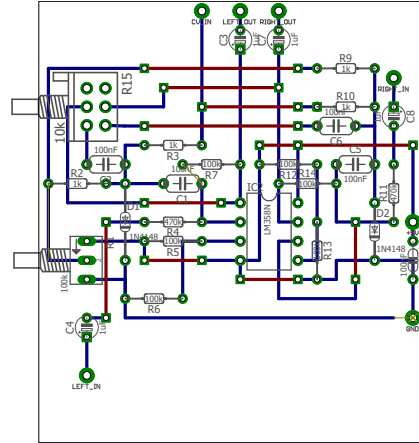 CV_IN
LEFT_OUT
RIGHT_OUT
C3
1uF
1uF
R9
1k
R15
RIGHT_IN
R10
1k
100nF
C6
C8
10k
100nF
R3
1k
100k
R7
100nF
C1
R2
1k
100k
R12
R14
100k
C5
100nF
R11
100k
D1
1N4148
LM358N
470k
R4
100k
R5
R13
D2
1N4148
100k
100k
R6
C4
1uF
GND
LEFT_IN